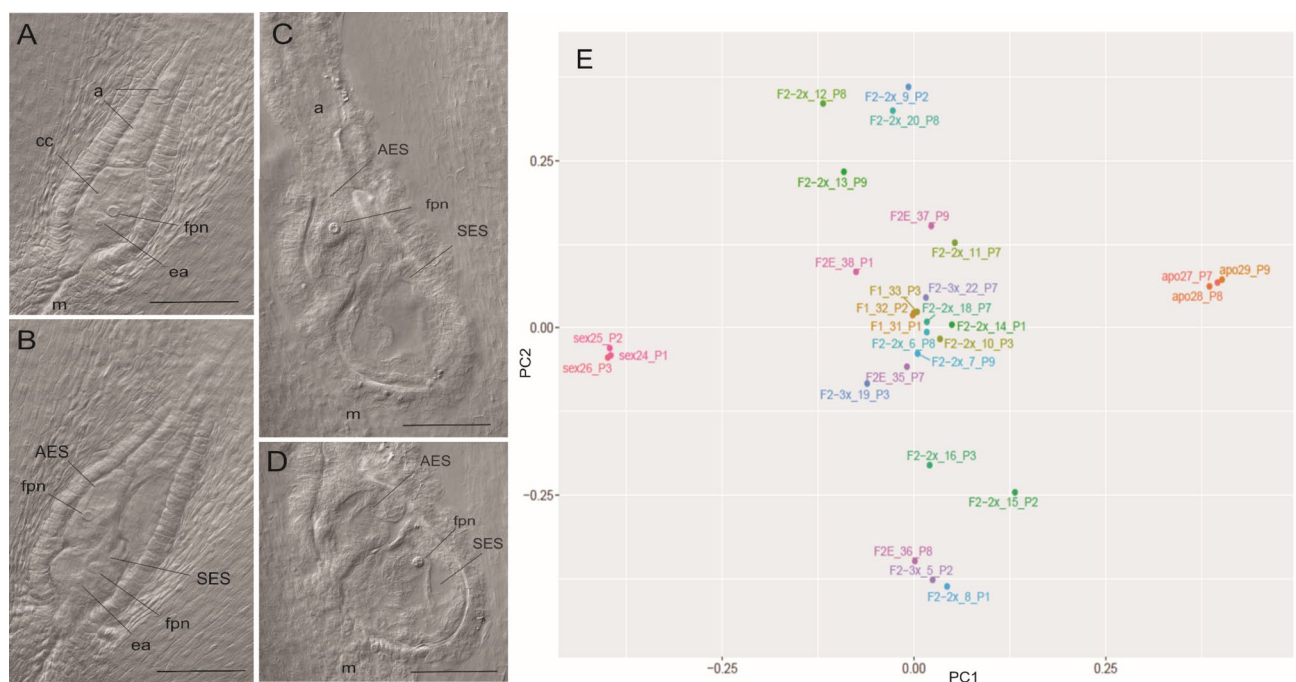 A
a
cc
fpn
ea
m
B
AES
fpn
SES
fpn
ea
C
a
AES
fpn
SES
m
D
AES
fpn
SES
m
E
F2-2x_12_P8
F2-2x_9_P2
F2-2x_20_P8
0.25
F2-2x_13_P9
F2E_37_P9
F2-2x_11_P7
F2E_38_P1
apo27_P7
apo29_P9
apo28_P8
F2-3x_22_P7
F1_33_P3
F1_32_P2
F2-2x_18_P7
0.00
F1_31_P1
F2-2x_14_P1
F2-2x_6_P8
F2-2x_10_P3
sex25_P2
sex24_P1
sex26_P3
F2-2x_7_P9
F2E_35_P7
F2-3x_19_P3
PC2
F2-2x_16_P3
-0.25
F2-2x_15_P2
F2E_36_P8
F2-3x_5_P2
F2-2x_8_P1
-0.25
0.00
0.25
PC1